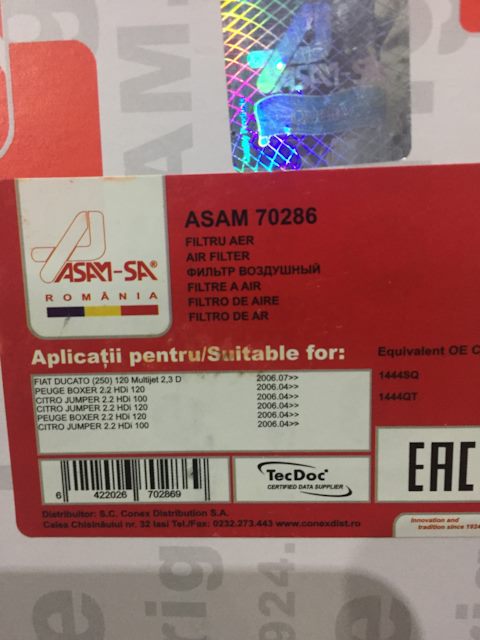 ASAM-SA
ASAM-SA®
ROMÂNIA
ASAM 70286
FILTRU AER
AIR FILTER
ФИЛЬТР ВОЗДУШНЫЙ
FILTRE A AIR
FILTRO DE AIRE
FILTRO DE AR
Aplicații pentru/Suitable for:
FIAT DUCATO (250) 120 Multijet 2,3 D 2006.07>>
PEUGE BOXER 2.2 HDi 120 2006.04>>
CITRO JUMPER 2.2 HDi 100 2006.04>>
CITRO JUMPER 2.2 HDi 120 2006.04>>
PEUGE BOXER 2.2 HDi 120 2006.04>>
CITRO JUMPER 2.2 HDi 100 2006.04>>
Equivalent OE
1444SQ
1444QT
6 422026 702869
TecDoc
CERTIFIED DATA SUPPLIER
EAC
Distribuitor: S.C. Conex Distribution S.A.
Calea Chisinăului nr. 32 Iasi Tel./Fax: 0232.273.443 www.conexdist.ro
Innovation and
tradition since 1924